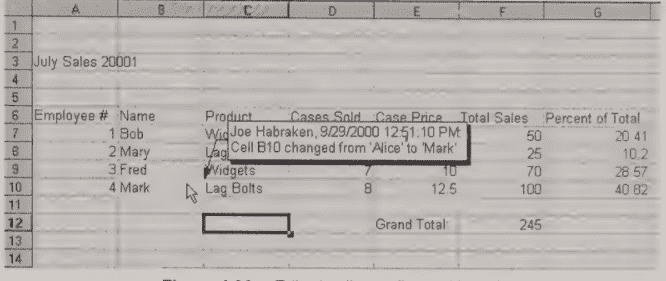 A B C D E F G
1
2
3 July Sales 20001
4
5
6 Employee # Name Product Cases Sold Case Price Total Sales Percent of Total
7 1 Bob Wid 50 20.41
8 2 Mary Lag 25 10.2
Joe Habraken, 9/29/2000 12:51:10 PM:
Cell B10 changed from 'Alice' to 'Mark'
9 3 Fred Widgets 7 10 70 28.57
10 4 Mark Lag Bolts 8 12.5 100 40.82
11
12 Grand Total: 245
13
14